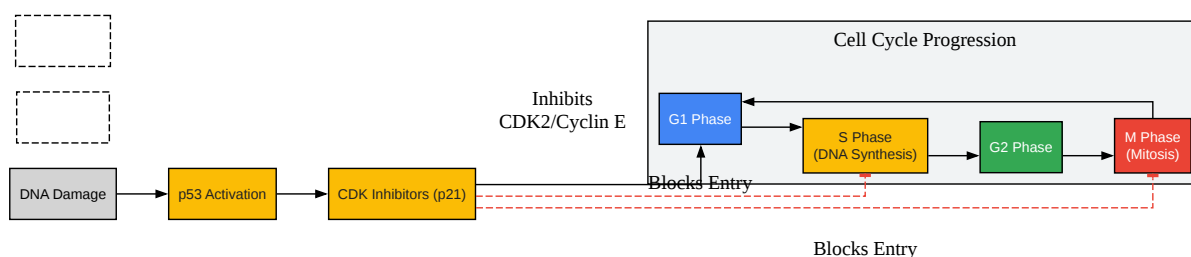 Cell Cycle Progression
Inhibits
CDK2/Cyclin E
G1 Phase
S Phase
(DNA Synthesis)
G2 Phase
M Phase
(Mitosis)
DNA Damage
p53 Activation
CDK Inhibitors (p21)
Blocks Entry
Blocks Entry